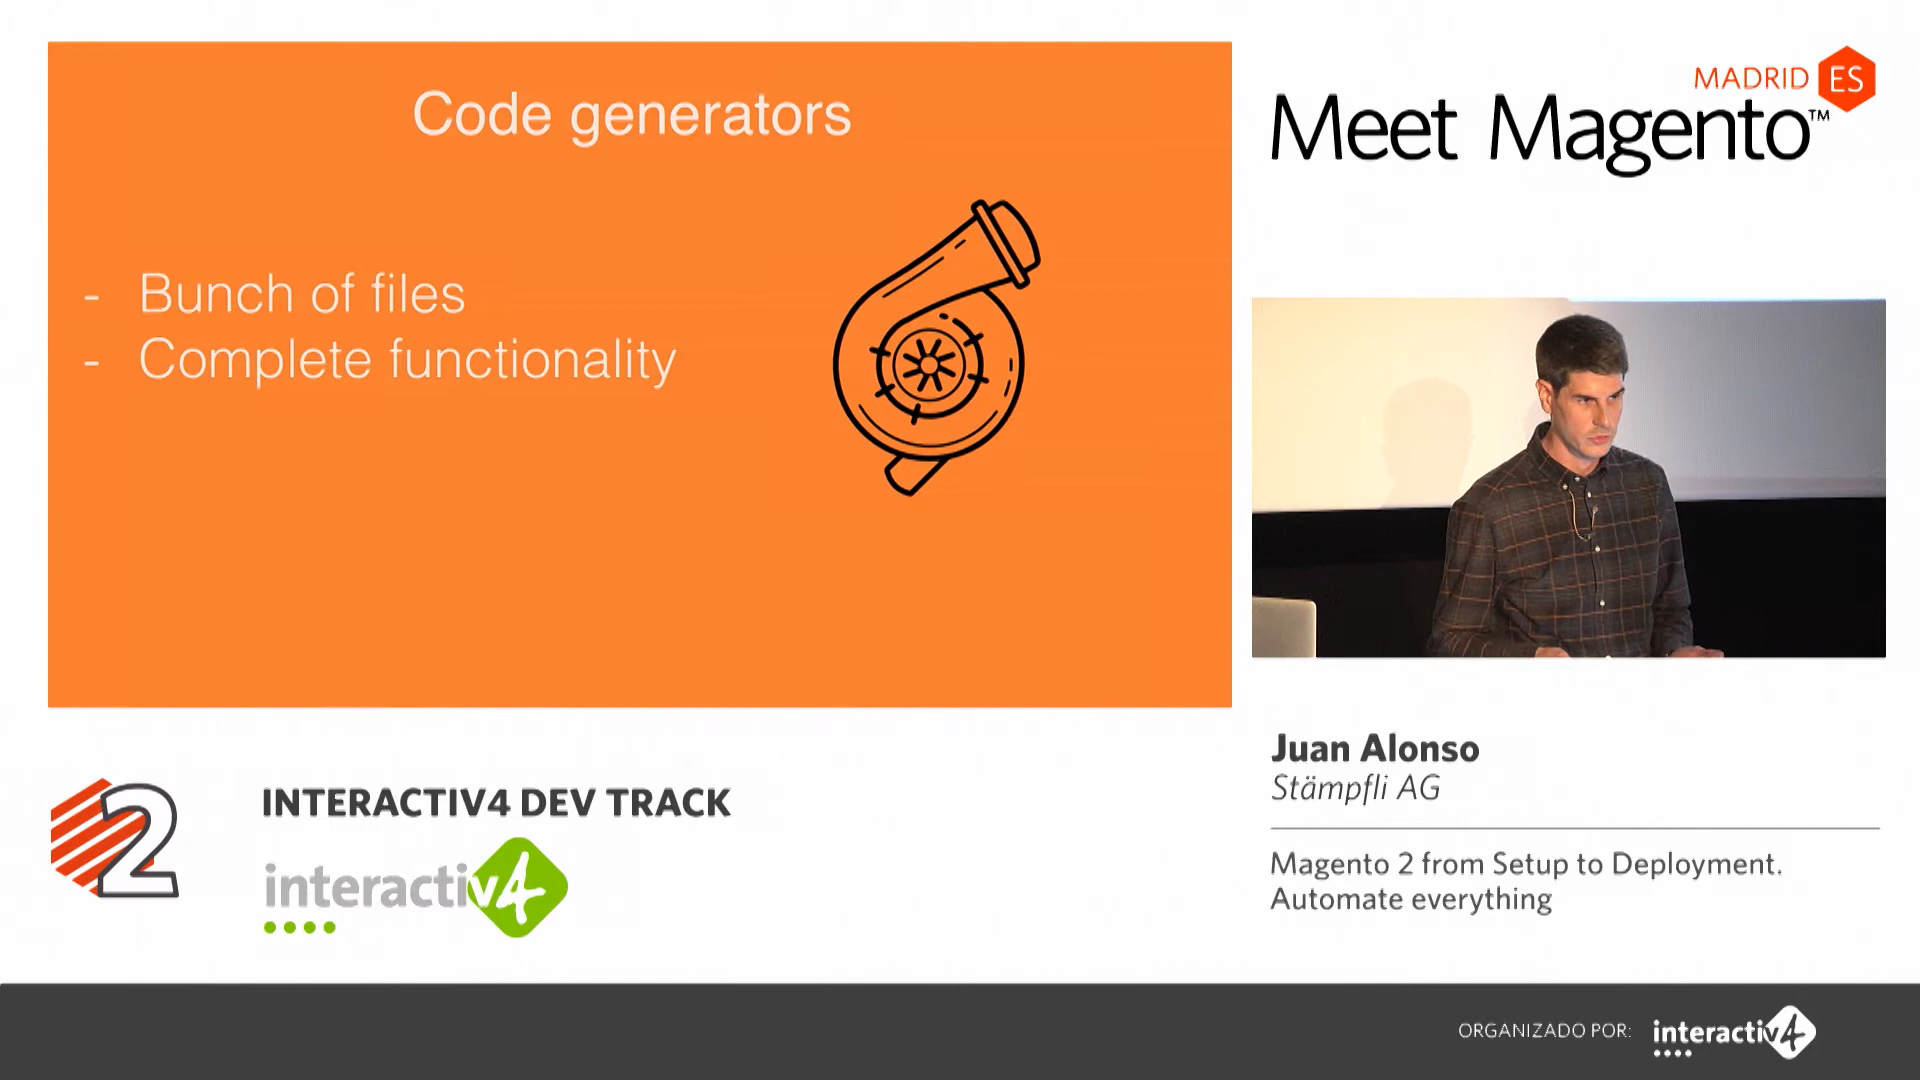 Code generators
- Bunch of files
- Complete functionality
MADRID ES
Meet Magento™
Juan Alonso
Stämpfli AG
Magento 2 from Setup to Deployment.
Automate everything
2
INTERACTIV4 DEV TRACK
interactiv4
ORGANIZADO POR: interactiv4